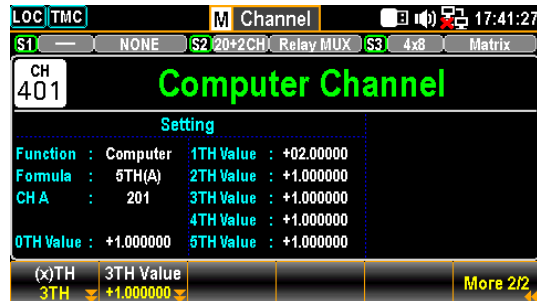 LOC TMC M Channel 17:41:27
S1 — NONE S2 20+2CH Relay MUX S3 4x8 Matrix
CH 401 Computer Channel
Setting
Function : Computer 1TH Value : +02.00000
Formula : 5TH(A) 2TH Value : +1.000000
CH A : 201 3TH Value : +1.000000
4TH Value : +1.000000
0TH Value : +1.000000 5TH Value : +1.000000
(x)TH 3TH Value
3TH +1.000000 More 2/2